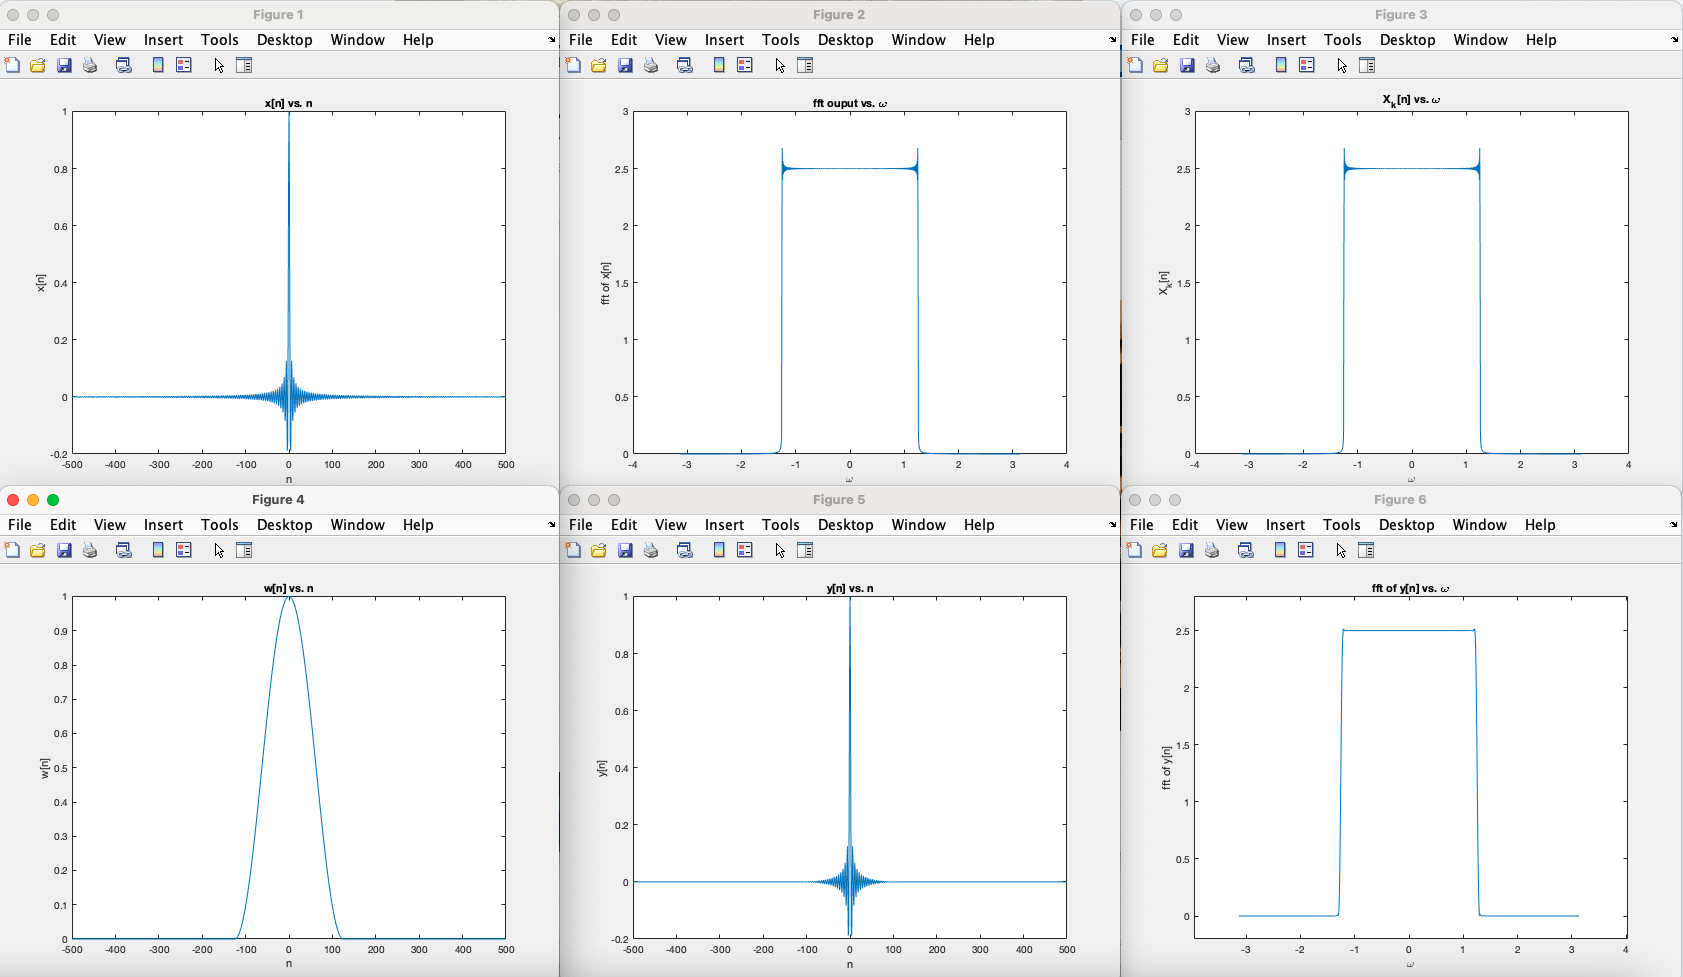 Figure 1
File Edit View Insert Tools Desktop Window Help
x[n] vs. n
1
0.8
0.6
0.4
0.2
0
-0.2
x[n]
-500 -400 -300 -200 -100 0 100 200 300 400 500
n
Figure 2
File Edit View Insert Tools Desktop Window Help
fft ouput vs. ω
3
2.5
2
1.5
1
0.5
0
fft of x[n]
-4 -3 -2 -1 0 1 2 3 4
ω
Figure 3
File Edit View Insert Tools Desktop Window Help
Xk[n] vs. ω
3
2.5
2
1.5
1
0.5
0
Xk[n]
-4 -3 -2 -1 0 1 2 3 4
ω
Figure 4
File Edit View Insert Tools Desktop Window Help
w[n] vs. n
1
0.9
0.8
0.7
0.6
0.5
0.4
0.3
0.2
0.1
0
w[n]
-500 -400 -300 -200 -100 0 100 200 300 400 500
n
Figure 5
File Edit View Insert Tools Desktop Window Help
y[n] vs. n
1
0.8
0.6
0.4
0.2
0
-0.2
y[n]
-500 -400 -300 -200 -100 0 100 200 300 400 500
n
Figure 6
File Edit View Insert Tools Desktop Window Help
fft of y[n] vs. ω
2.5
2
1.5
1
0.5
0
fft of y[n]
-3 -2 -1 0 1 2 3 4
ω